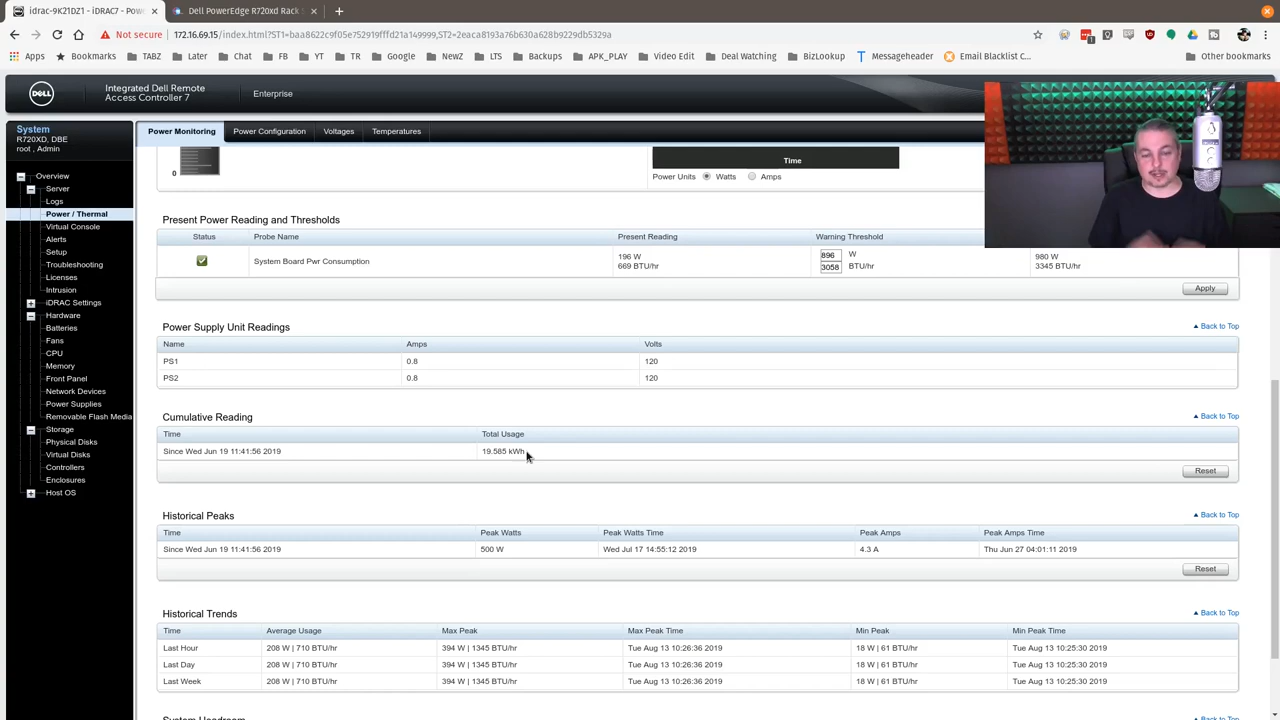 idrac-9K21DZ1 - iDRAC7 - Pow
Dell PowerEdge R720xd Rack S
Not secure
172.16.69.15/index.html?ST1=baa8622c9f05e752919fffd21a149999,ST2=2eaca8193a76b630a628b9229db5329a
Apps
Bookmarks
TABZ
Later
Chat
FB
YT
TR
Google
NewZ
LTS
Backups
APK_PLAY
Video Edit
Deal Watching
BizLookup
Messageheader
Email Blacklist C...
Other bookmarks
DELL
Integrated Dell Remote
Access Controller 7
Enterprise
System
R720XD, DBE
root , Admin
Overview
Server
Logs
Power / Thermal
Virtual Console
Alerts
Setup
Troubleshooting
Licenses
Intrusion
iDRAC Settings
Hardware
Batteries
Fans
CPU
Memory
Front Panel
Network Devices
Power Supplies
Removable Flash Media
Storage
Physical Disks
Virtual Disks
Controllers
Enclosures
Host OS
Power Monitoring
Power Configuration
Voltages
Temperatures
0
Time
Power Units
Watts
Amps
Present Power Reading and Thresholds
Status
Probe Name
Present Reading
Warning Threshold
System Board Pwr Consumption
196 W
669 BTU/hr
896 W
3058 BTU/hr
980 W
3345 BTU/hr
Apply
Power Supply Unit Readings
Back to Top
Name Amps Volts
PS1 0.8 120
PS2 0.8 120
Cumulative Reading
Back to Top
Time Total Usage
Since Wed Jun 19 11:41:56 2019 19.585 kWh
Reset
Historical Peaks
Back to Top
Time Peak Watts Peak Watts Time Peak Amps Peak Amps Time
Since Wed Jun 19 11:41:56 2019 500 W Wed Jul 17 14:55:12 2019 4.3 A Thu Jun 27 04:01:11 2019
Reset
Historical Trends
Back to Top
Time Average Usage Max Peak Max Peak Time Min Peak Min Peak Time
Last Hour 208 W | 710 BTU/hr 394 W | 1345 BTU/hr Tue Aug 13 10:26:36 2019 18 W | 61 BTU/hr Tue Aug 13 10:25:30 2019
Last Day 208 W | 710 BTU/hr 394 W | 1345 BTU/hr Tue Aug 13 10:26:36 2019 18 W | 61 BTU/hr Tue Aug 13 10:25:30 2019
Last Week 208 W | 710 BTU/hr 394 W | 1345 BTU/hr Tue Aug 13 10:26:36 2019 18 W | 61 BTU/hr Tue Aug 13 10:25:30 2019
System Headroom
Back to Top